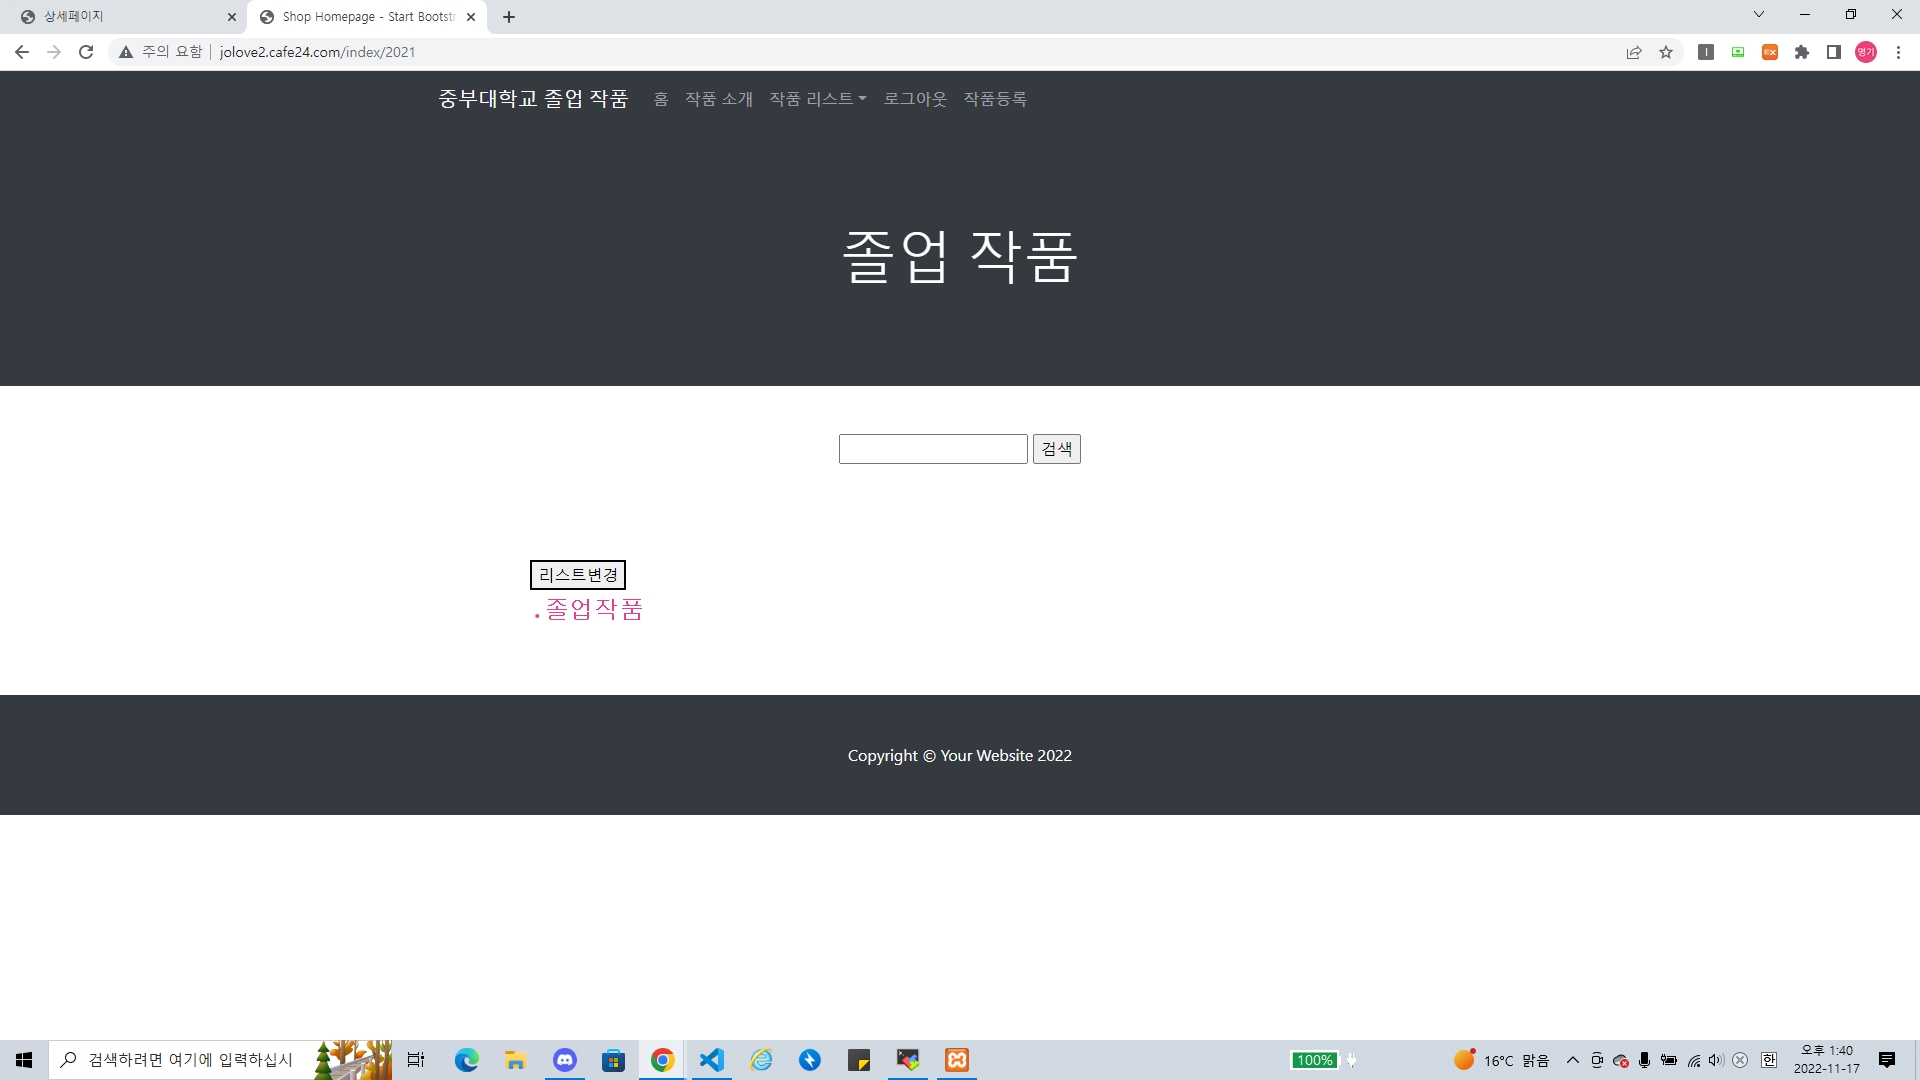 상세페이지
Shop Homepage - Start Bootst
주의 요함 jolove2.cafe24.com/index/2021
명기
중부대학교 졸업 작품 홈 작품 소개 작품 리스트 로그아웃 작품등록
졸업 작품
검색
리스트변경
.졸업작품
Copyright © Your Website 2022
검색하려면 여기에 입력하십시
100%
16°C 맑음
한
오후 1:40
2022-11-17